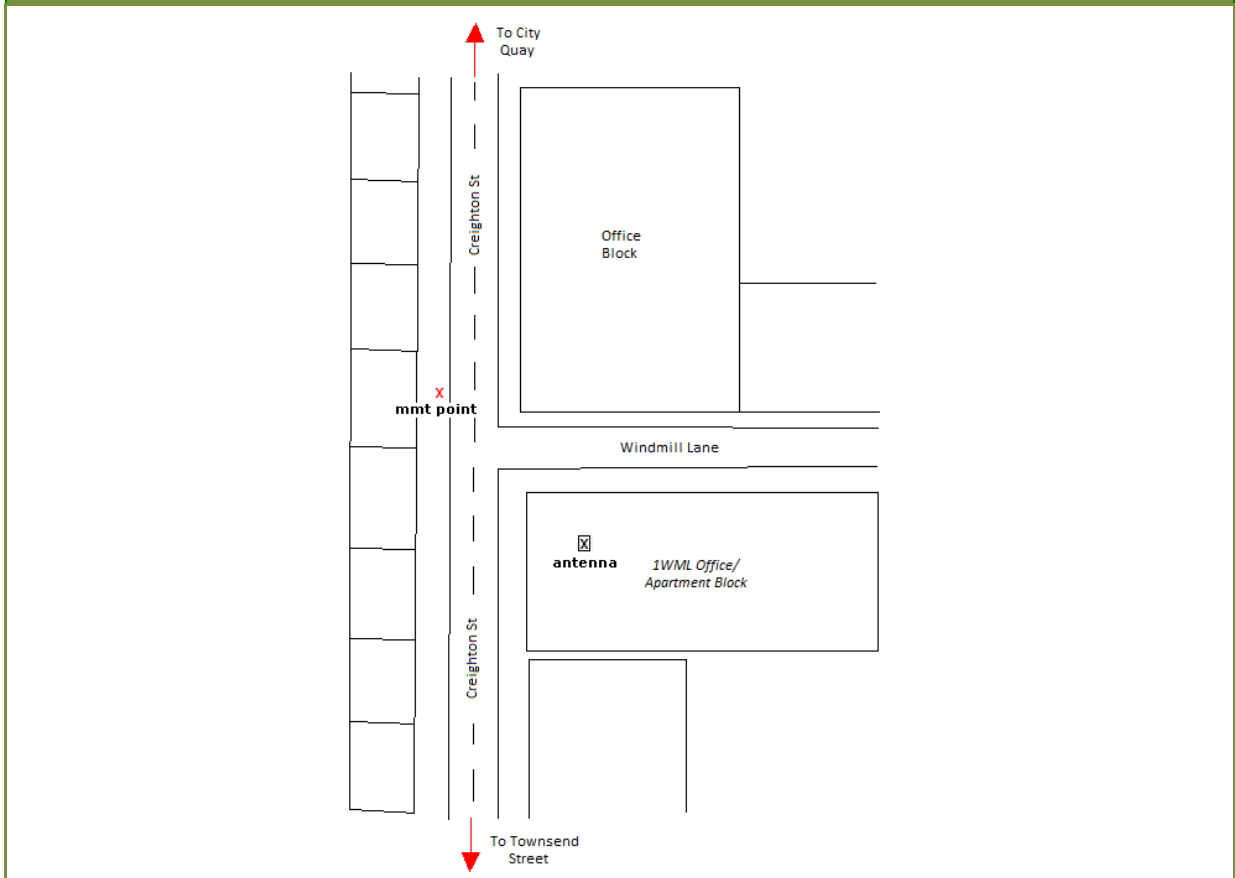 To City
Quay
Creighton St
Office
Block
X
mmt point
Windmill Lane
X
antenna
1WML Office/
Apartment Block
Creighton St
To Townsend
Street